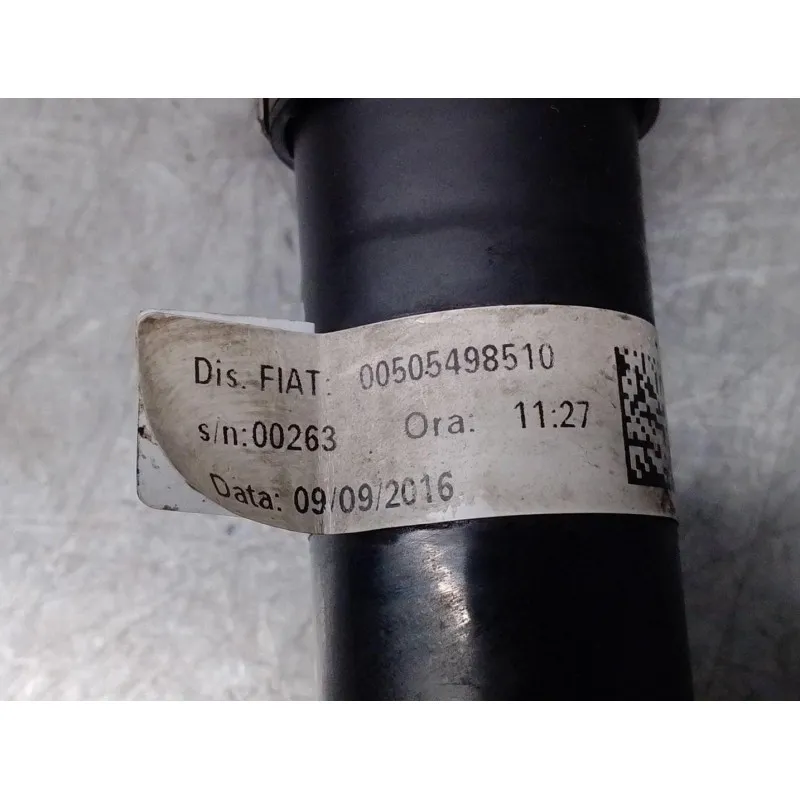 Dis. FIAT: 00505498510
s/n:00263 Ora: 11:27
Data: 09/09/2016